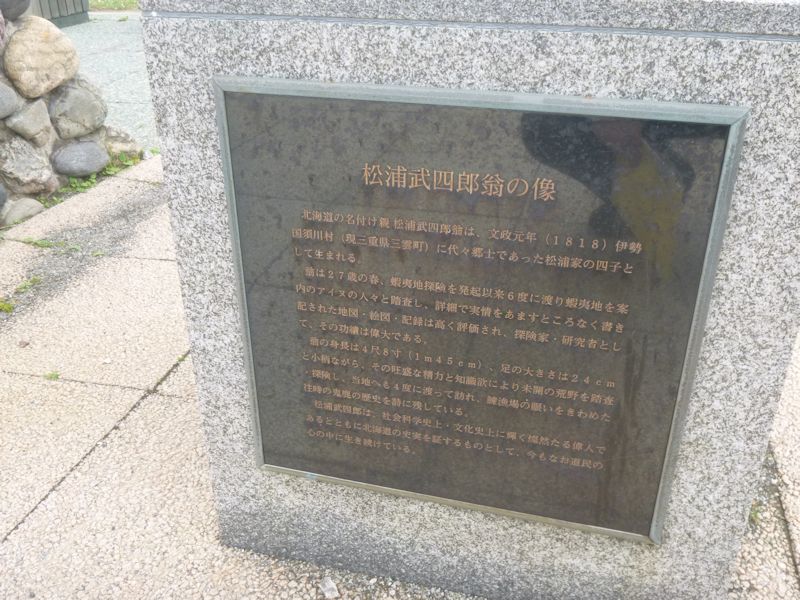 松浦武四郎翁の像
北海道の名付け親 松浦武四郎翁は、文政元年（1818）伊勢
国須川村（現三重県三雲町）に代々郷士であった松浦家の四子と
して生まれる。
翁は27歳の春、蝦夷地探険を発起以来6度に渡り蝦夷地を案
内のアイヌの人々と踏査し、詳細で実情をあますところなく書き
記された地図・絵図・記録は高く評価され、探険家・研究者とし
て、その功績は偉大である。
翁の身長は4尺8寸（1m45cm）、足の大きさは24cm
と小柄ながら、その旺盛な精力と知識欲により未開の荒野を踏査
・探険し、当地へも4度に渡って訪れ、鰊漁場の賑いをきわめた
往時の鬼鹿の歴史を詩に残している。
松浦武四郎は、社会科学史上・文化史上に輝く燦然たる偉人で
あるとともに北海道の史実を証するものとして、今もなお道民の
心の中に生き続けている。